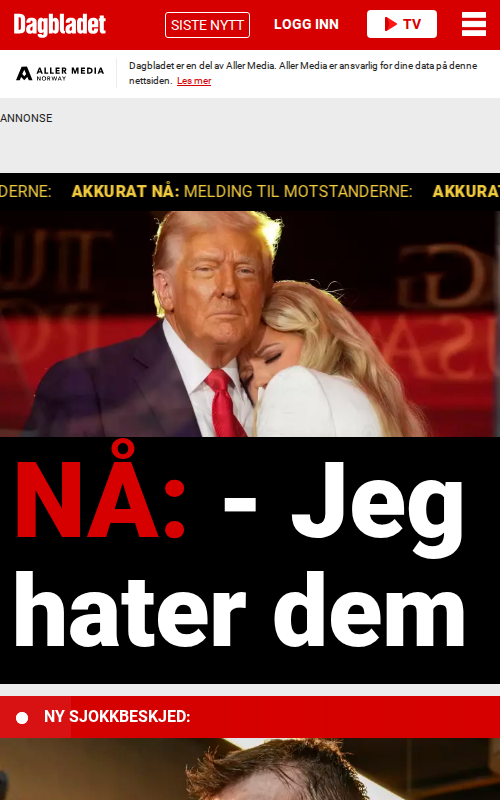 Dagbladet
SISTE NYTT
LOGG INN
TV
ALLER MEDIA
NORWAY
Dagbladet er en del av Aller Media. Aller Media er ansvarlig for dine data på denne
nettsiden. Les mer
ANNONSE
DERNE: AKKURAT NÅ: MELDING TIL MOTSTANDERNE: AKKURAT
NÅ: - Jeg
hater dem
NY SJOKKBESKJED: